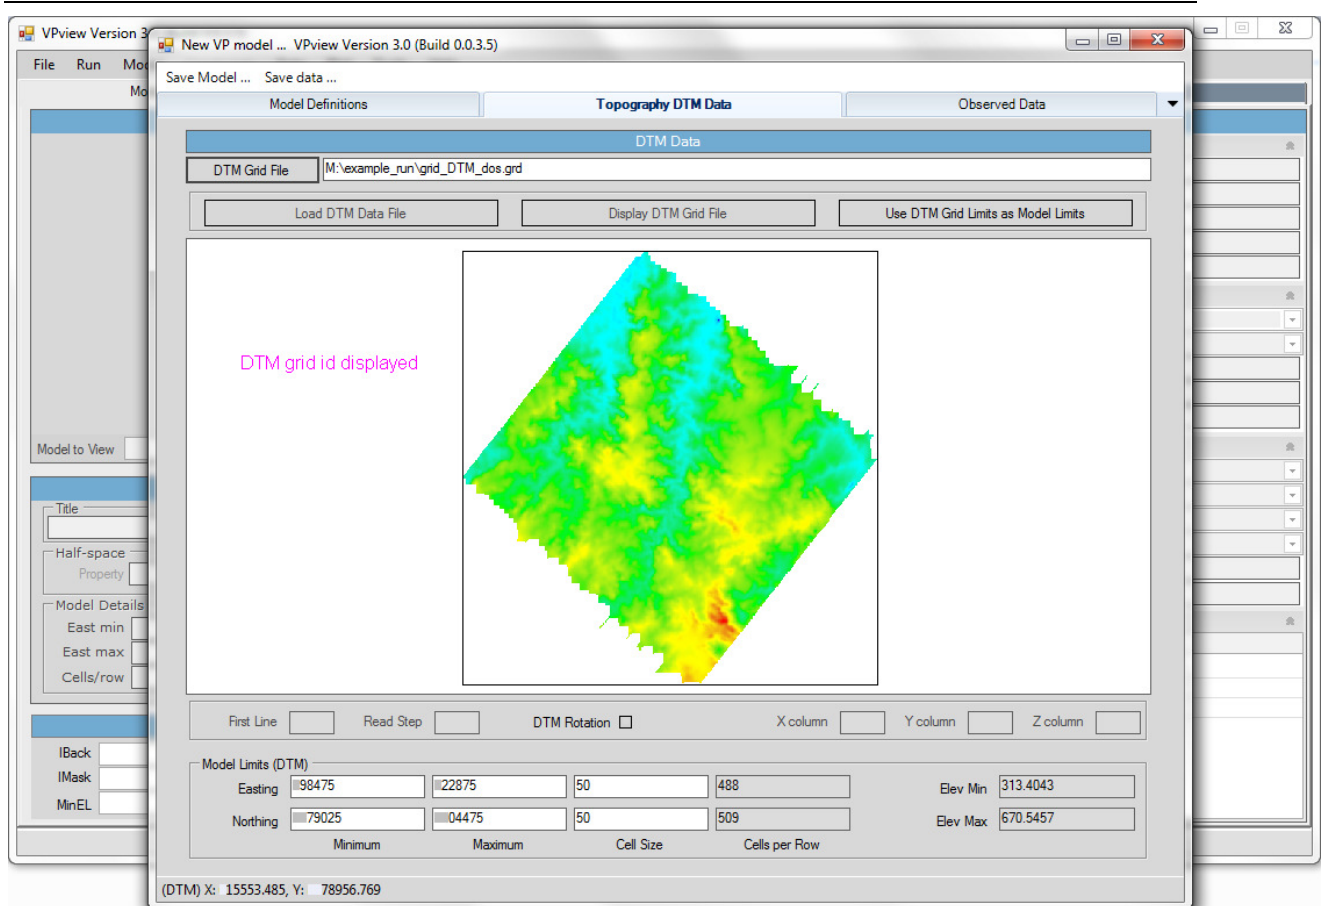 VPview Version 3
File Run Mod
Mo
Model to View
Title
Half-space
Property
Model Details
East min
East max
Cells/row
IBack
IMask
MinEL
New VP model ... VPview Version 3.0 (Build 0.0.3.5)
Save Model ... Save data ...
Model Definitions Topography DTM Data Observed Data
DTM Data
DTM Grid File M:\example_run\grid_DTM_dos.grd
Load DTM Data File Display DTM Grid File Use DTM Grid Limits as Model Limits
DTM grid id displayed
First Line Read Step DTM Rotation X column Y column Z column
Model Limits (DTM)
Easting 98475 22875 50 488 Elev Min 313.4043
Northing 79025 04475 50 509 Elev Max 670.5457
Minimum Maximum Cell Size Cells per Row
(DTM) X: 15553.485, Y: 78956.769